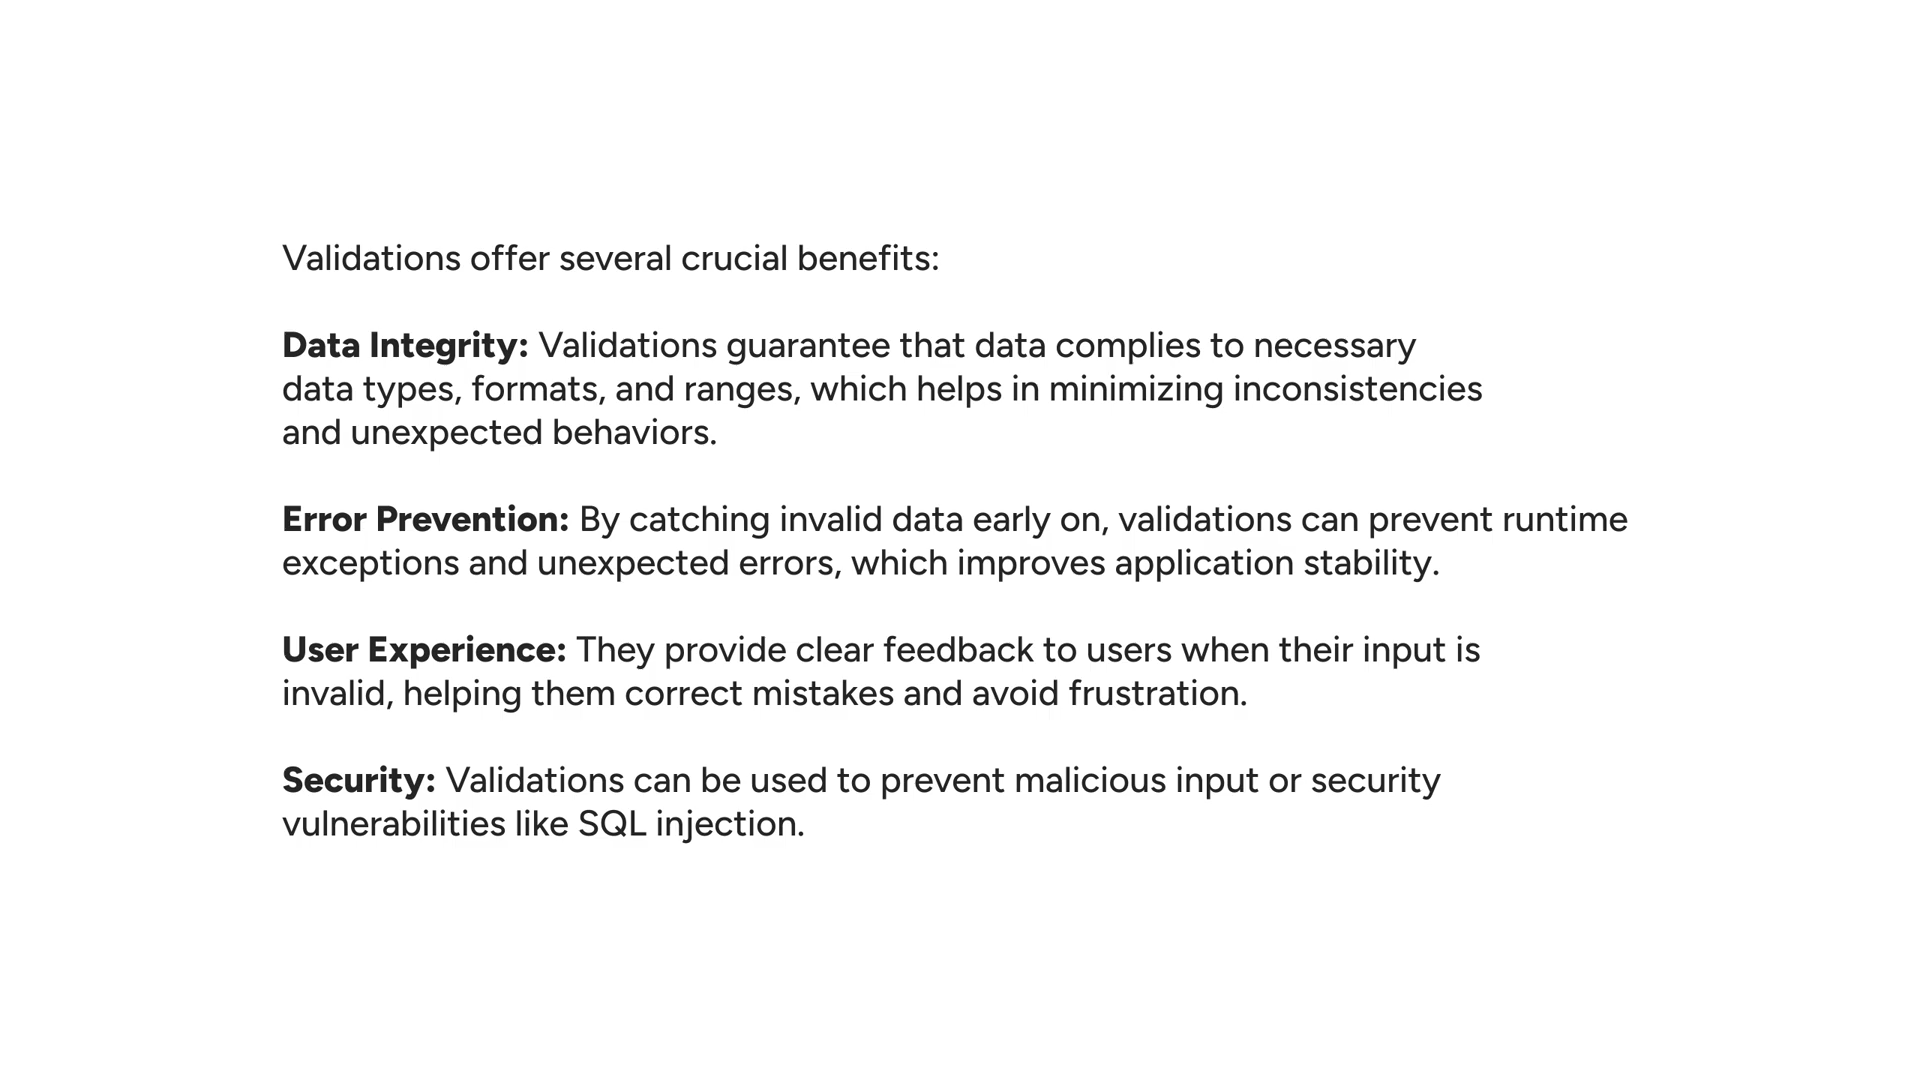 Validations offer several crucial benefits:
Data Integrity: Validations guarantee that data complies to necessary
data types, formats, and ranges, which helps in minimizing inconsistencies
and unexpected behaviors.
Error Prevention: By catching invalid data early on, validations can prevent runtime
exceptions and unexpected errors, which improves application stability.
User Experience: They provide clear feedback to users when their input is
invalid, helping them correct mistakes and avoid frustration.
Security: Validations can be used to prevent malicious input or security
vulnerabilities like SQL injection.